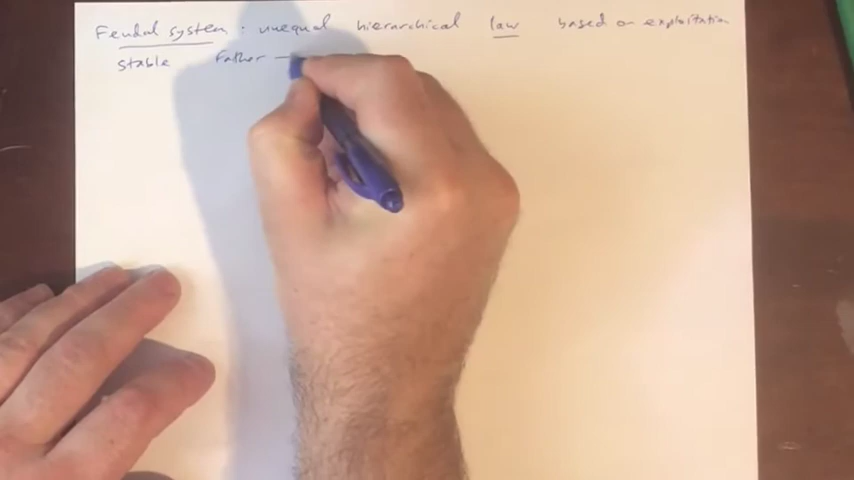 Feudal system : unequal hierarchical law based on exploitation
stable Father —